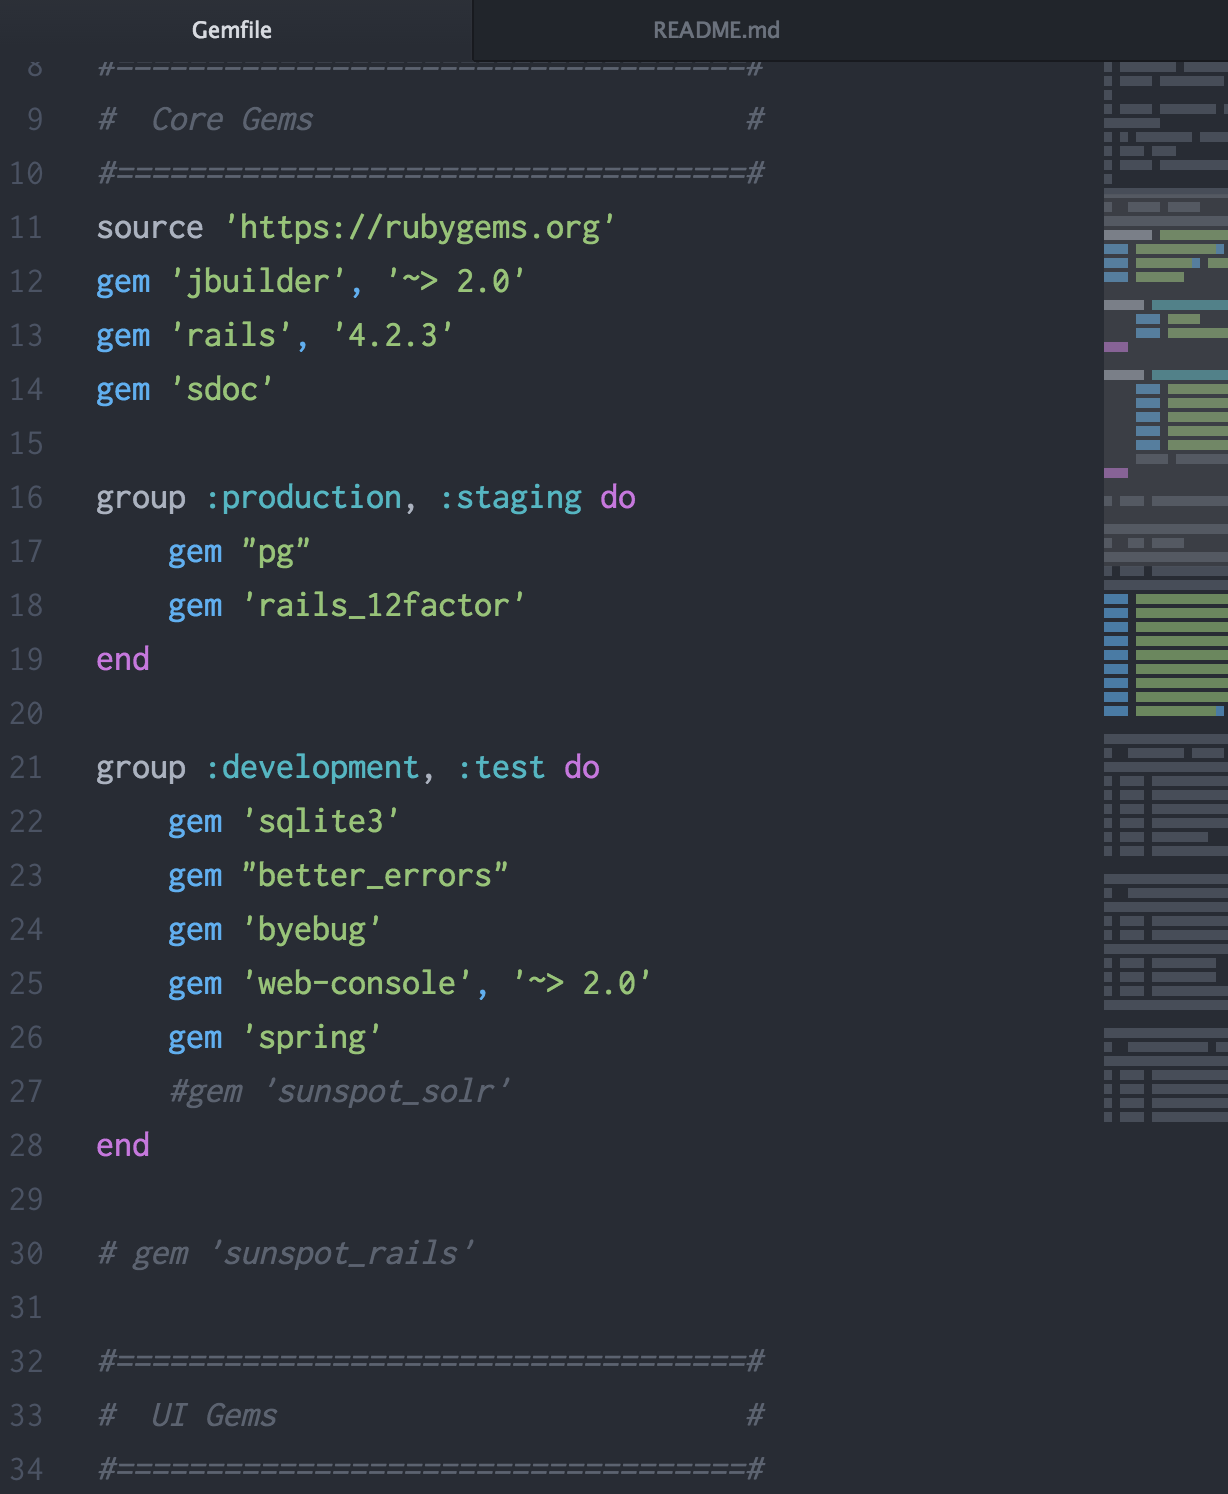 Gemfile README.md
8 #===================================#
9 #  Core Gems                        #
10 #===================================#
11 source 'https://rubygems.org'
12 gem 'jbuilder', '~> 2.0'
13 gem 'rails', '4.2.3'
14 gem 'sdoc'
15
16 group :production, :staging do
17     gem "pg"
18     gem 'rails_12factor'
19 end
20
21 group :development, :test do
22     gem 'sqlite3'
23     gem "better_errors"
24     gem 'byebug'
25     gem 'web-console', '~> 2.0'
26     gem 'spring'
27     #gem 'sunspot_solr'
28 end
29
30 # gem 'sunspot_rails'
31
32 #===================================#
33 #  UI Gems                          #
34 #===================================#